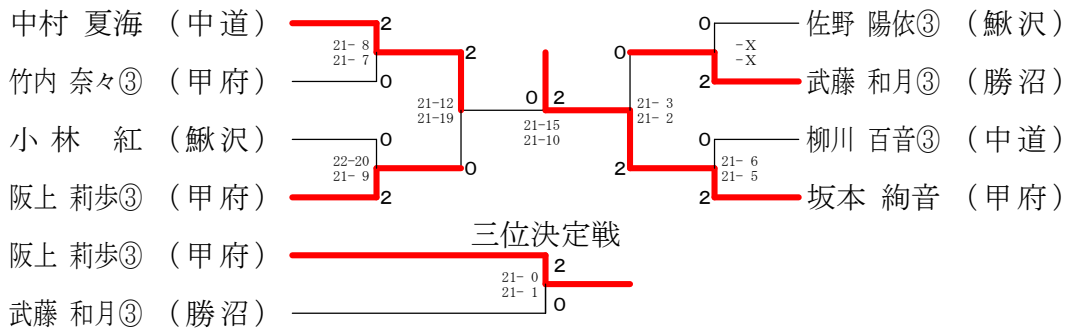 中村 夏海 (中道)
2
21- 8
21- 7
0
竹内 奈々③ (甲府)
2
21-12
21-19
0
小林 紅 (鰍沢)
0
22-20
21- 9
2
阪上 莉歩③ (甲府)
0 2
21-15
21-10
0 佐野 陽依③ (鰍沢)
-X
-X
2 武藤 和月③ (勝沼)
0
21- 3
21- 2
2
0 柳川 百音③ (中道)
21- 6
21- 5
2 坂本 絢音 (甲府)
三位決定戦
阪上 莉歩③ (甲府)
2
21- 0
21- 1
0
武藤 和月③ (勝沼)